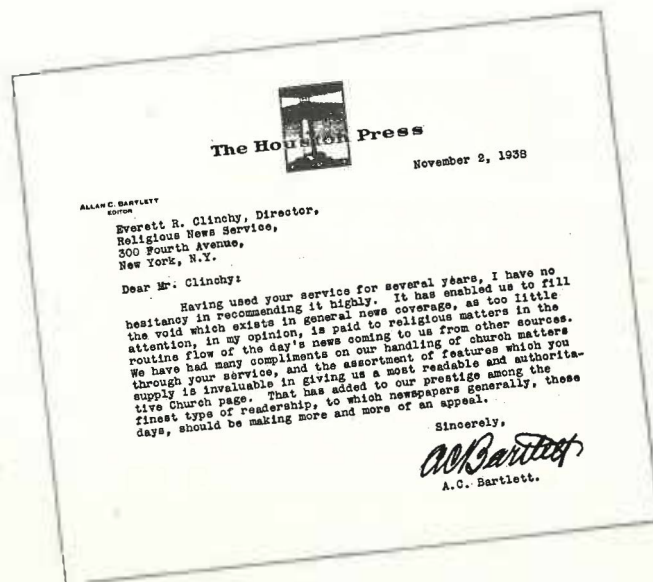 The Houston Press
November 2, 1938
ALLAN C. BARTLETT
EDITOR
Everett R. Clinchy, Director,
Religious News Service,
300 Fourth Avenue,
New York, N.Y.
Dear Mr. Clinchy:
Having used your service for several years, I have no
hesitancy in recommending it highly. It has enabled us to fill
the void which exists in general news coverage, as too little
attention, in my opinion, is paid to religious matters in the
routine flow of the day's news coming to us from other sources.
We have had many compliments on our handling of church matters
through your service, and the assortment of features which you
supply is invaluable in giving us a most readable and authorita-
tive Church page. That has added to our prestige among the
finest type of readership, to which newspapers generally, these
days, should be making more and more of an appeal.
Sincerely,
AC Bartlett
A.C. Bartlett.